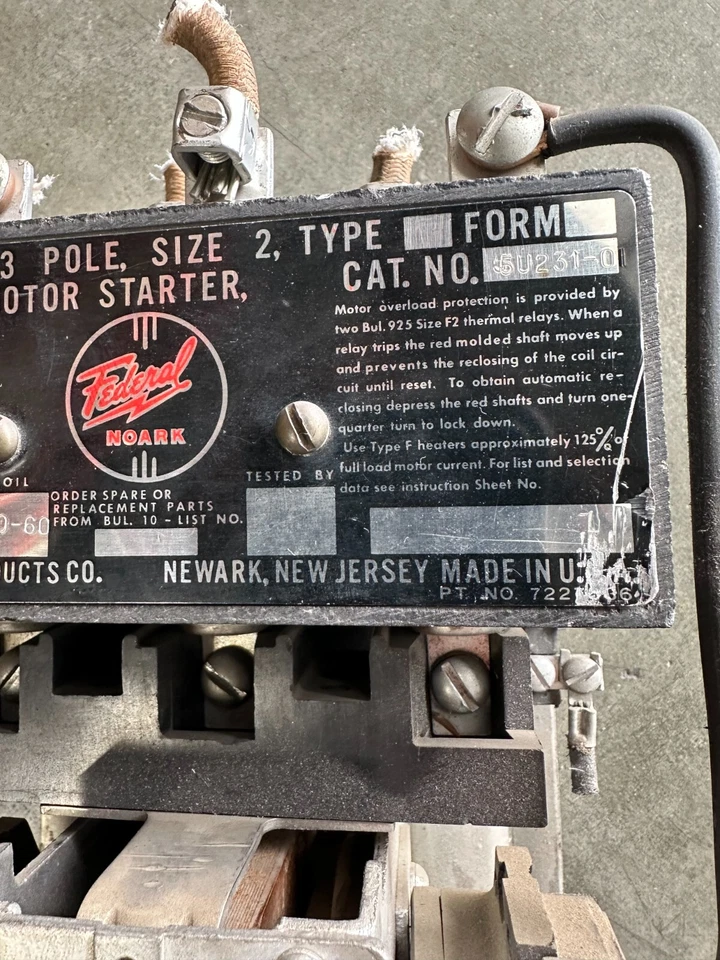 3 POLE, SIZE 2, TYPE FORM
OTOR STARTER, CAT. NO. 5U231-01
Federal
NOARK
Motor overload protection is provided by
two Bul. 925 Size F2 thermal relays. When a
relay trips the red molded shaft moves up
and prevents the reclosing of the coil cir-
cuit until reset. To obtain automatic re-
closing depress the red shafts and turn one-
quarter turn to lock down.
Use Type F heaters approximately 125% of
full load motor current. For list and selection
data see instruction Sheet No.
OIL
0-60
ORDER SPARE OR
REPLACEMENT PARTS
FROM BUL. 10 - LIST NO.
TESTED BY
DUCTS CO. NEWARK, NEW JERSEY MADE IN U.
PT. NO.